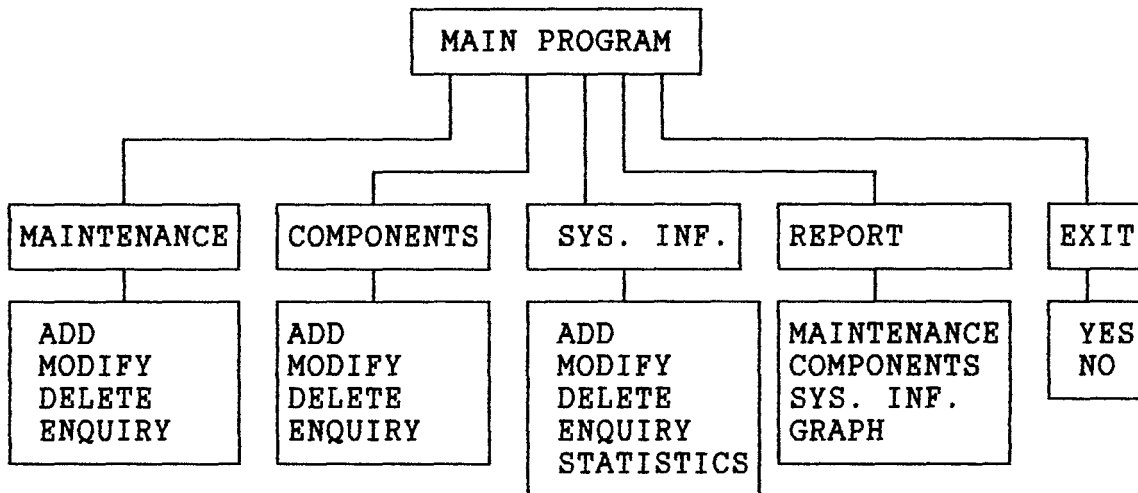 MAIN PROGRAM
MAINTENANCE
COMPONENTS
SYS. INF.
REPORT
EXIT
ADD
MODIFY
DELETE
ENQUIRY
ADD
MODIFY
DELETE
ENQUIRY
ADD
MODIFY
DELETE
ENQUIRY
STATISTICS
MAINTENANCE
COMPONENTS
SYS. INF.
GRAPH
YES
NO